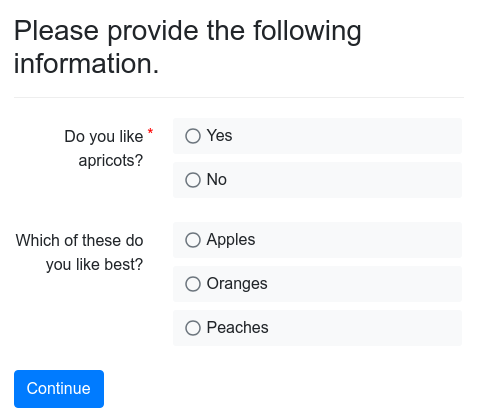 Please provide the following
information.
Do you like *
apricots?
Yes
No
Which of these do
you like best?
Apples
Oranges
Peaches
Continue